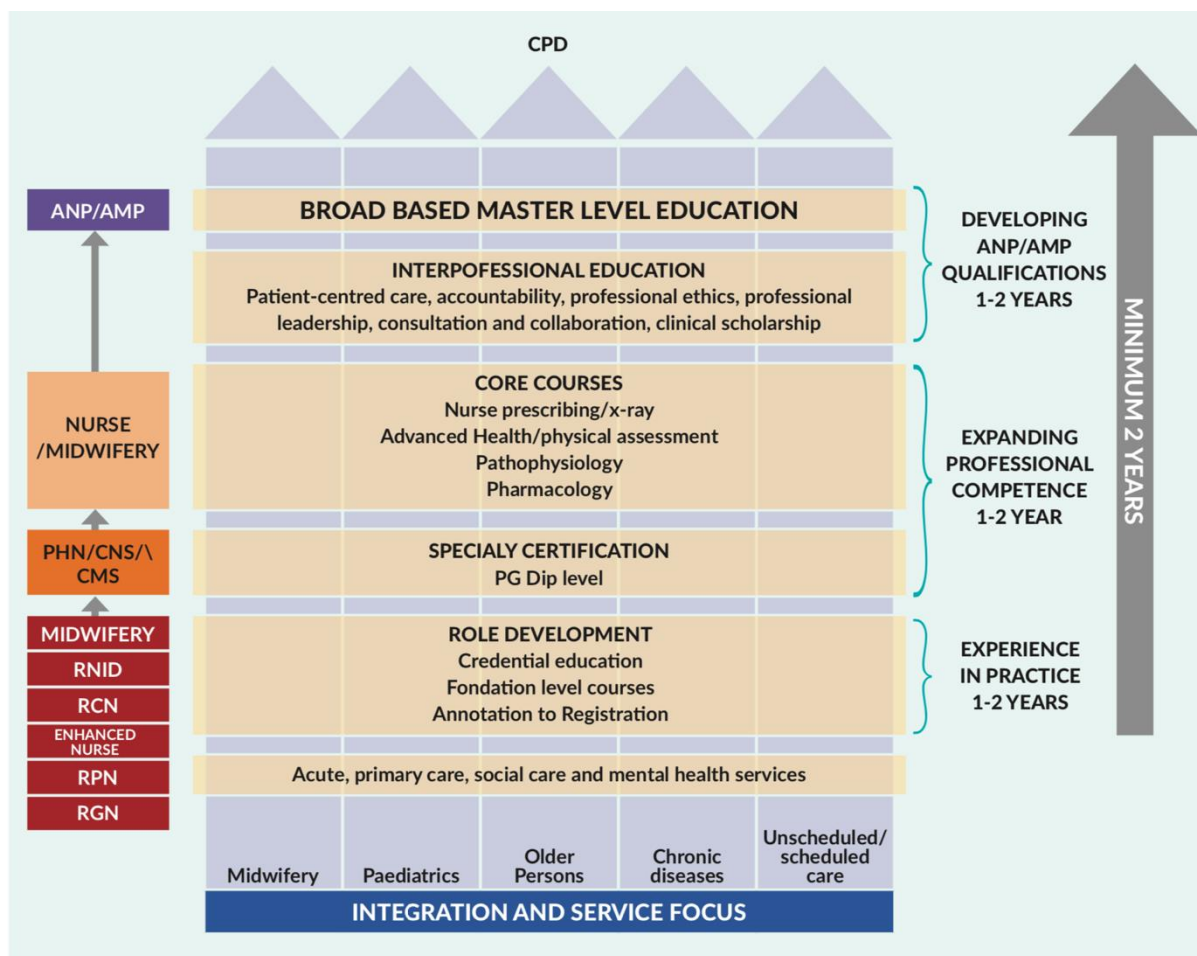 CPD
ANP/AMP
BROAD BASED MASTER LEVEL EDUCATION
INTERPOFESSIONAL EDUCATION
Patient-centred care, accountability, professional ethics, professional
leadership, consultation and collaboration, clinical scholarship
DEVELOPING
ANP/AMP
QUALIFICATIONS
1-2 YEARS
MINIMUM 2 YEARS
NURSE
/MIDWIFERY
CORE COURSES
Nurse prescribing/x-ray
Advanced Health/physical assessment
Pathophysiology
Pharmacology
EXPANDING
PROFESSIONAL
COMPETENCE
1-2 YEAR
PHN/CNS/\
CMS
SPECIALY CERTIFICATION
PG Dip level
MIDWIFERY
RNID
RCN
ENHANCED
NURSE
RPN
RGN
ROLE DEVELOPMENT
Credential education
Fondation level courses
Annotation to Registration
EXPERIENCE
IN PRACTICE
1-2 YEARS
Acute, primary care, social care and mental health services
Midwifery
Paediatrics
Older
Persons
Chronic
diseases
Unscheduled/
scheduled
care
INTEGRATION AND SERVICE FOCUS